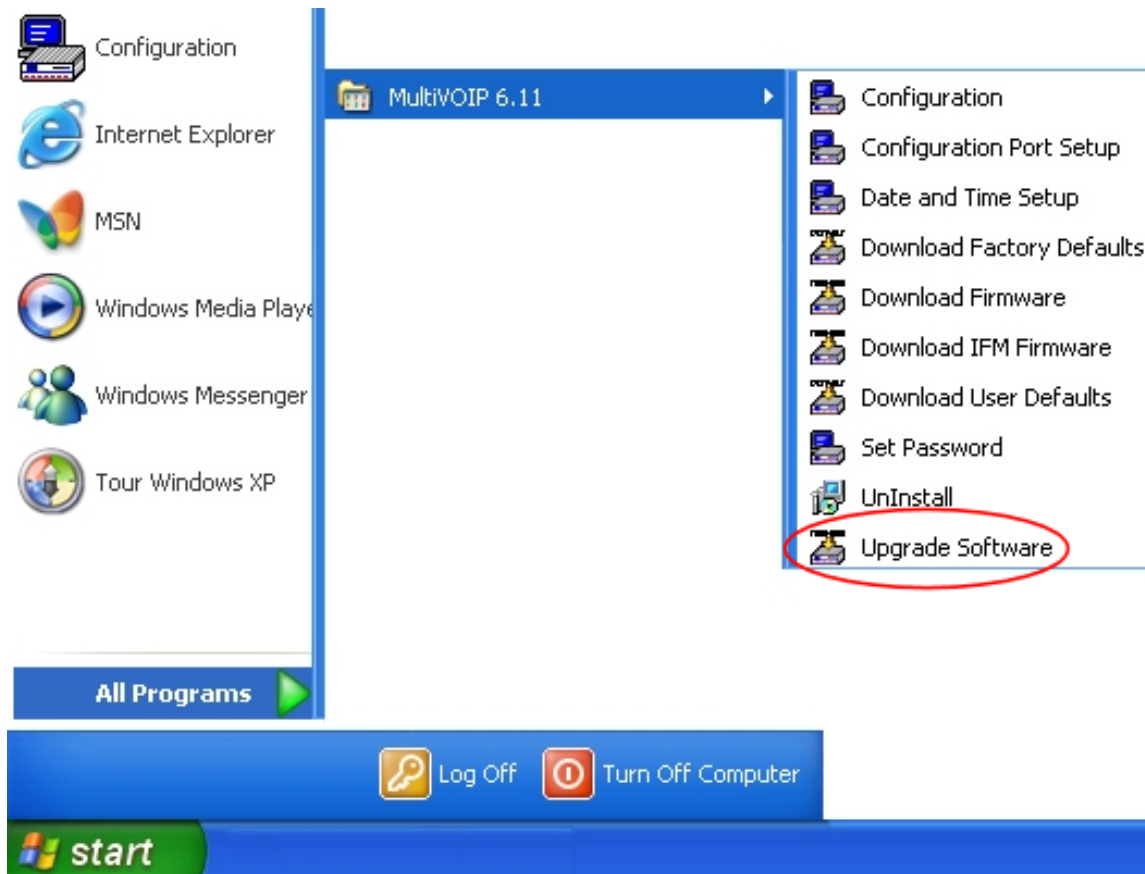 Configuration
Internet Explorer
MSN
Windows Media Playe
Windows Messenger
Tour Windows XP
All Programs
MultiVOIP 6.11
Configuration
Configuration Port Setup
Date and Time Setup
Download Factory Defaults
Download Firmware
Download IFM Firmware
Download User Defaults
Set Password
UnInstall
Upgrade Software
Log Off
Turn Off Computer
start